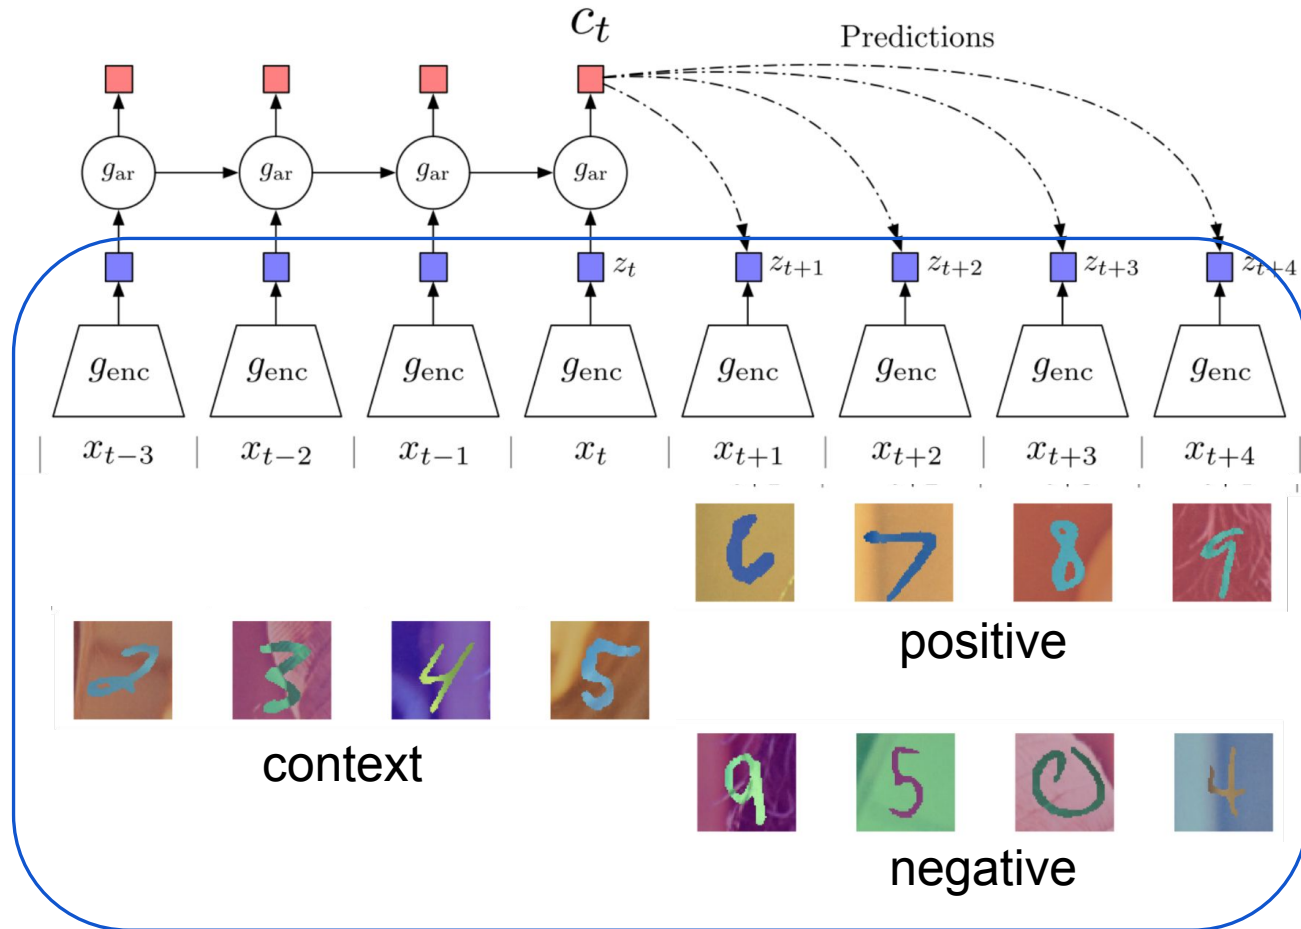 c_t
Predictions
g_ar g_ar g_ar g_ar
z_t z_{t+1} z_{t+2} z_{t+3} z_{t+4}
g_enc g_enc g_enc g_enc g_enc g_enc g_enc g_enc
| x_{t−3} | x_{t−2} | x_{t−1} | x_t | x_{t+1} | x_{t+2} | x_{t+3} | x_{t+4} |
6 7 8 9
positive
2 3 4 5
context
9 5 0 4
negative